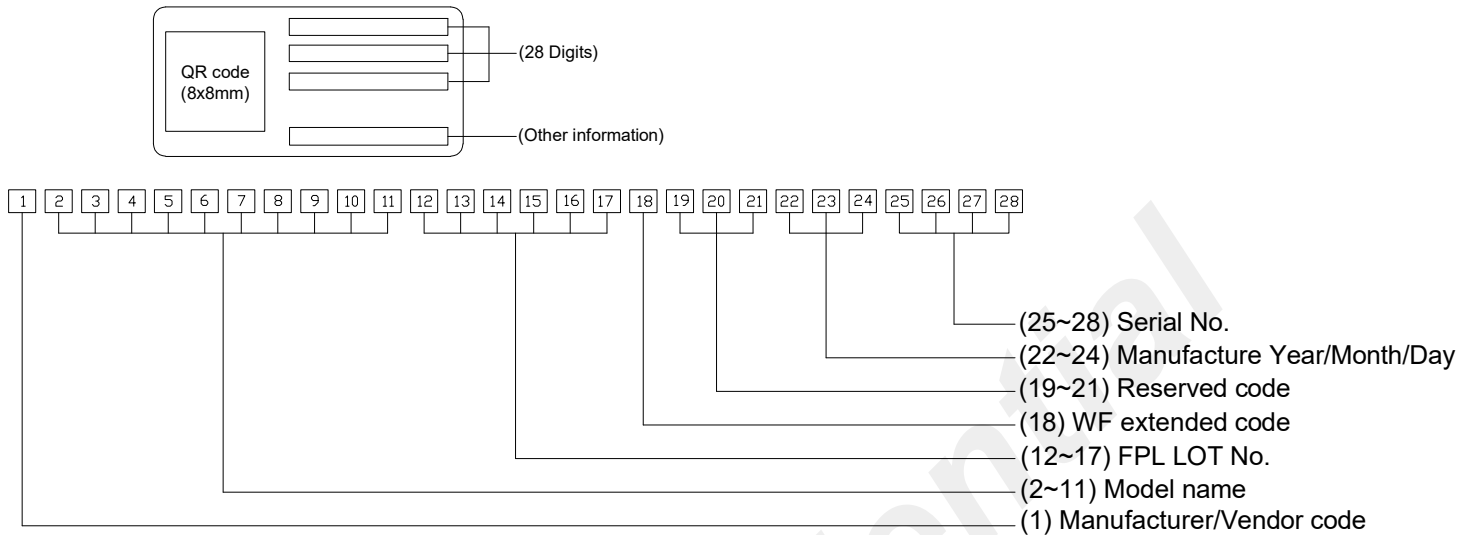 QR code
(8x8mm)
(28 Digits)
(Other information)
1 2 3 4 5 6 7 8 9 10 11 12 13 14 15 16 17 18 19 20 21 22 23 24 25 26 27 28
(25~28) Serial No.
(22~24) Manufacture Year/Month/Day
(19~21) Reserved code
(18) WF extended code
(12~17) FPL LOT No.
(2~11) Model name
(1) Manufacturer/Vendor code